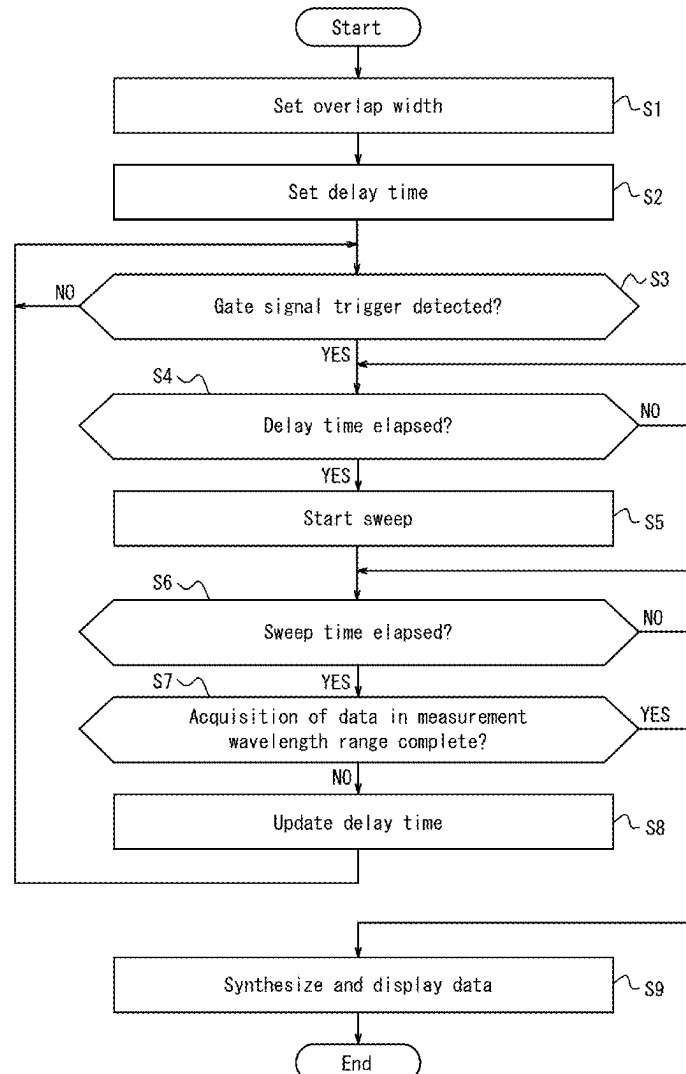 Start
Set overlap width
S1
Set delay time
S2
S3
NO
Gate signal trigger detected?
YES
S4
Delay time elapsed?
NO
YES
Start sweep
S5
S6
Sweep time elapsed?
NO
YES
S7
Acquisition of data in measurement
wavelength range complete?
YES
NO
Update delay time
S8
Synthesize and display data
S9
End